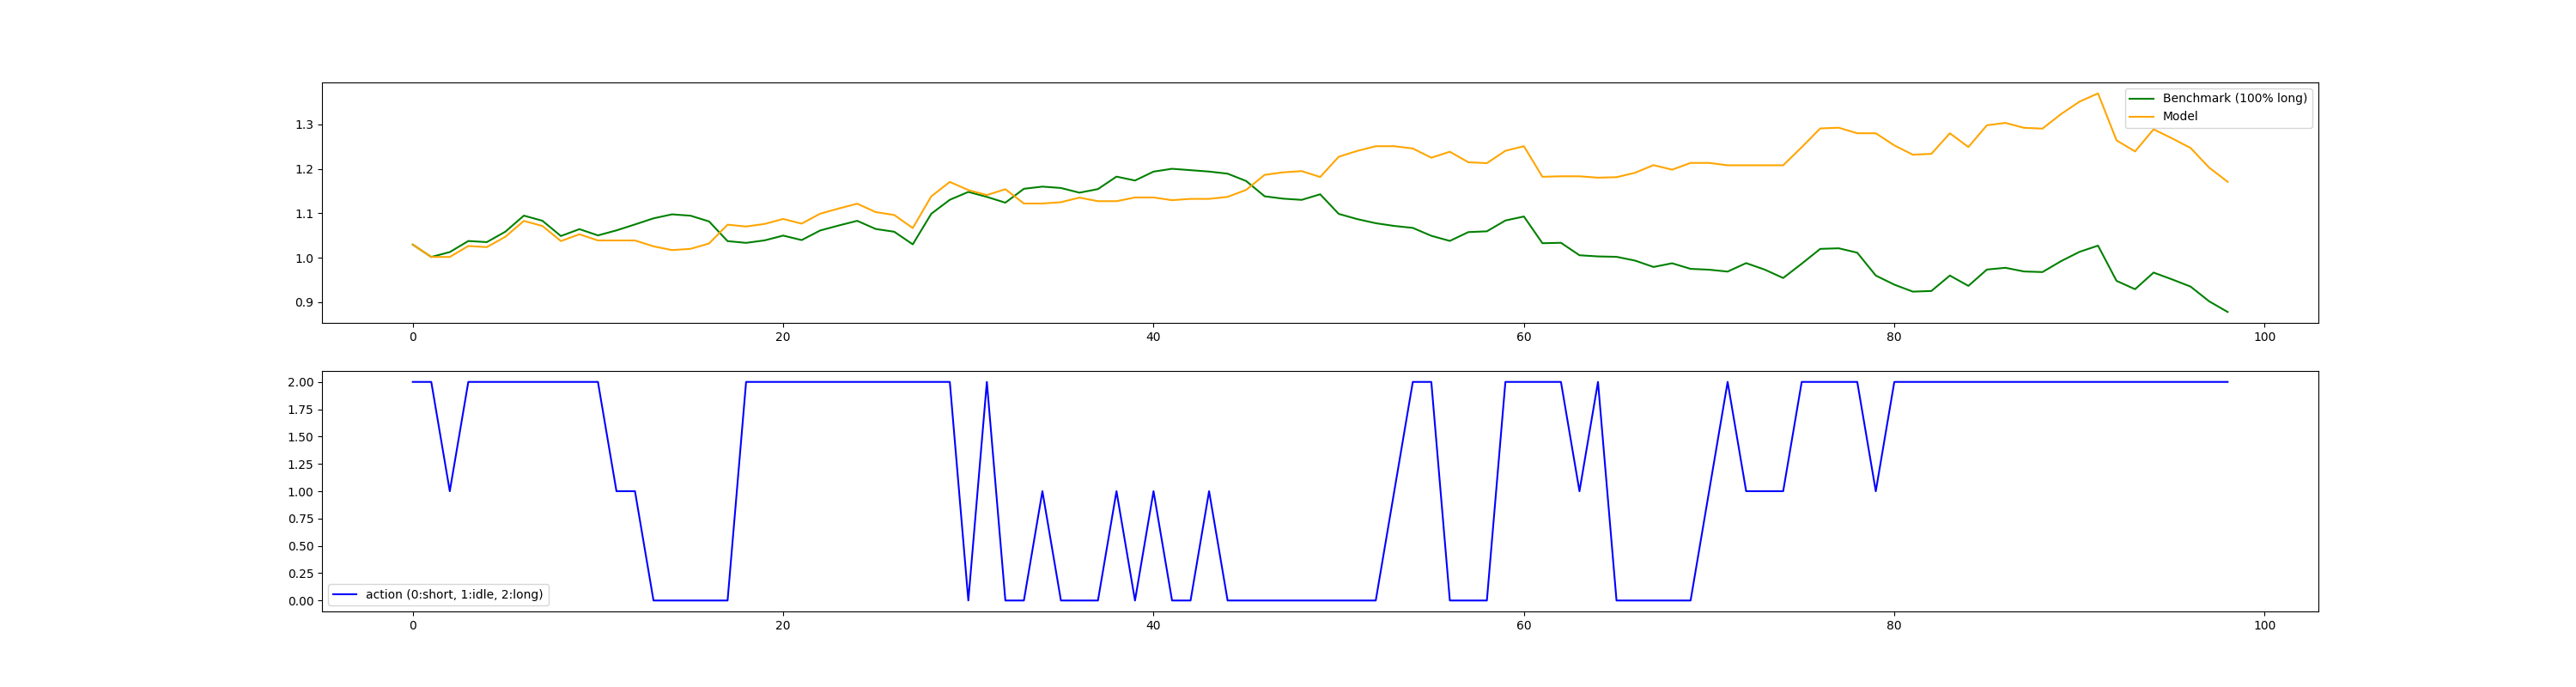 Benchmark (100% long)
Model
1.3
1.2
1.1
1.0
0.9
0 20 40 60 80 100
2.00
1.75
1.50
1.25
1.00
0.75
0.50
0.25
0.00
action (0:short, 1:idle, 2:long)
0 20 40 60 80 100